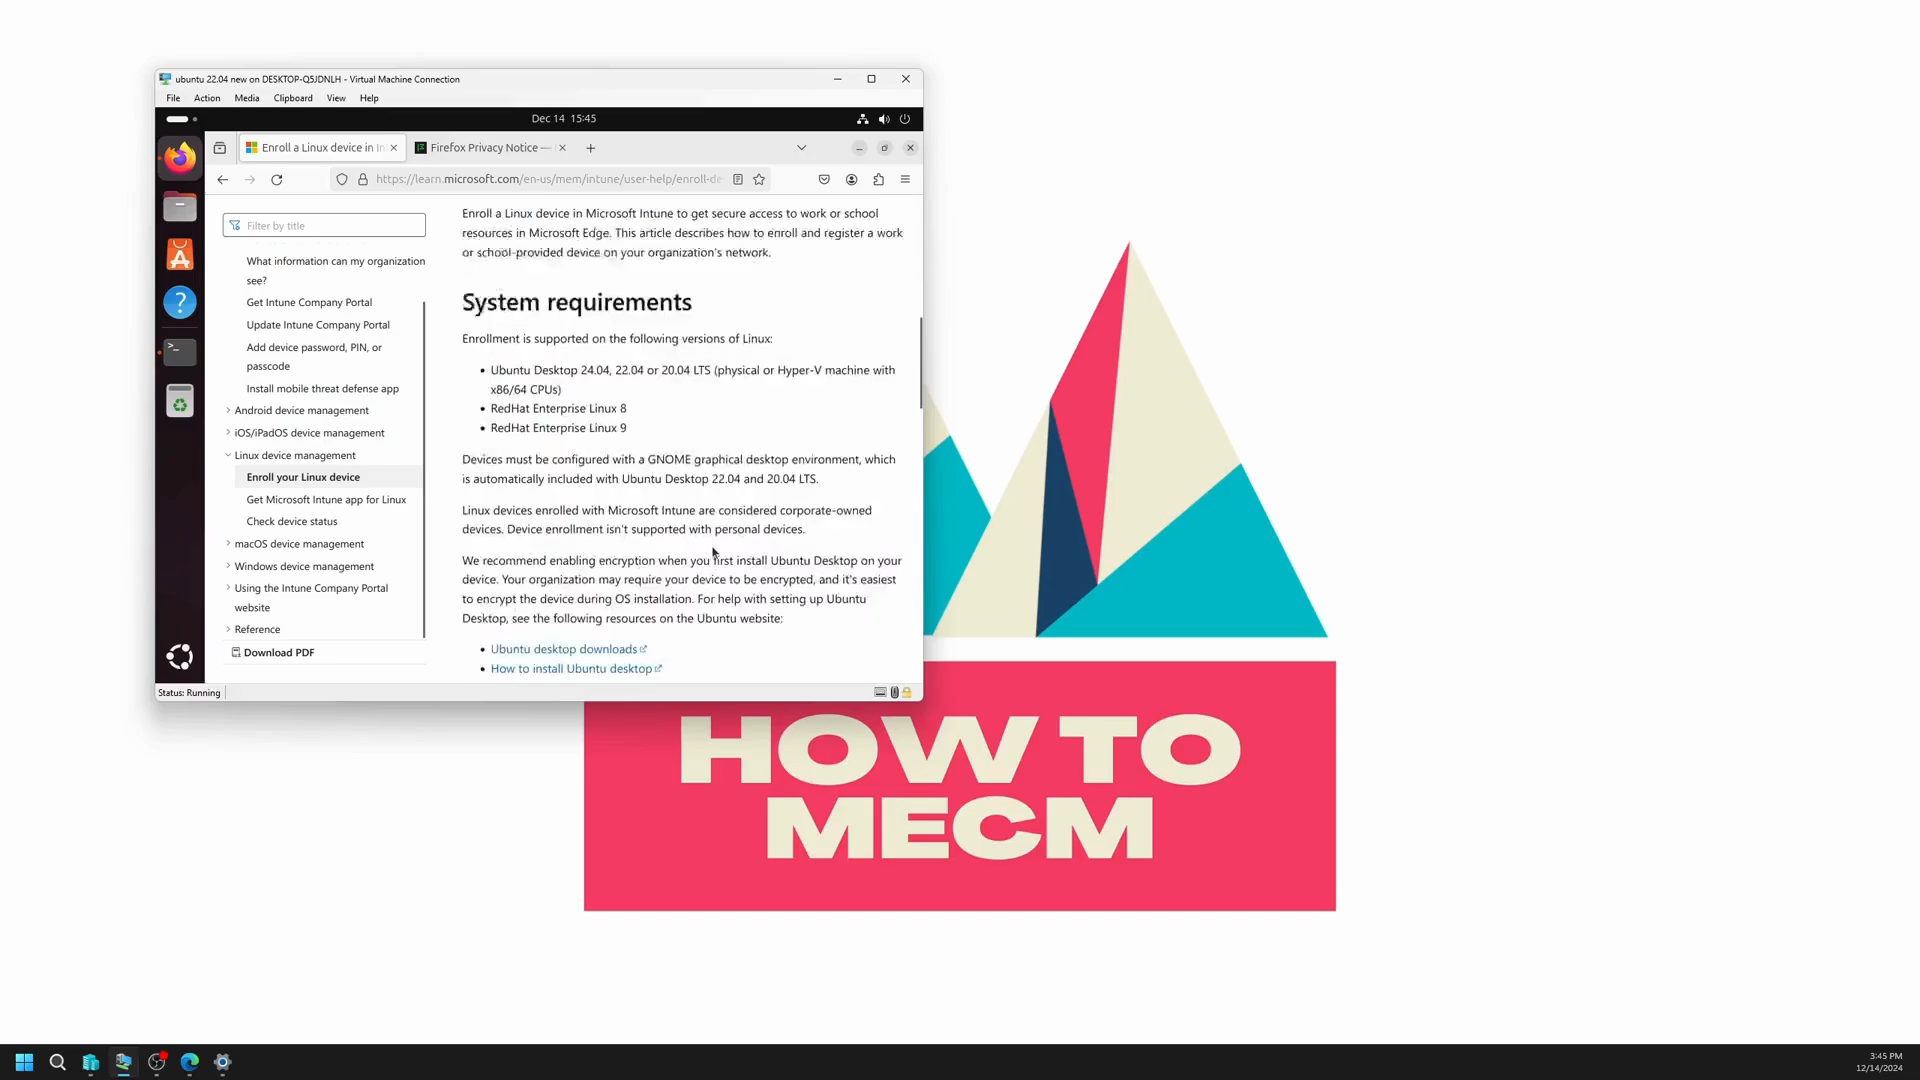 ubuntu 22.04 new on DESKTOP-Q5JDNLH - Virtual Machine Connection
File Action Media Clipboard View Help
Dec 14 15:45
Enroll a Linux device in In
Firefox Privacy Notice —
https://learn.microsoft.com/en-us/mem/intune/user-help/enroll-de
Filter by title
What information can my organization
see?
Get Intune Company Portal
Update Intune Company Portal
Add device password, PIN, or
passcode
Install mobile threat defense app
Android device management
iOS/iPadOS device management
Linux device management
Enroll your Linux device
Get Microsoft Intune app for Linux
Check device status
macOS device management
Windows device management
Using the Intune Company Portal
website
Reference
Download PDF
Enroll a Linux device in Microsoft Intune to get secure access to work or school
resources in Microsoft Edge. This article describes how to enroll and register a work
or school-provided device on your organization's network.
System requirements
Enrollment is supported on the following versions of Linux:
• Ubuntu Desktop 24.04, 22.04 or 20.04 LTS (physical or Hyper-V machine with
x86/64 CPUs)
• RedHat Enterprise Linux 8
• RedHat Enterprise Linux 9
Devices must be configured with a GNOME graphical desktop environment, which
is automatically included with Ubuntu Desktop 22.04 and 20.04 LTS.
Linux devices enrolled with Microsoft Intune are considered corporate-owned
devices. Device enrollment isn't supported with personal devices.
We recommend enabling encryption when you first install Ubuntu Desktop on your
device. Your organization may require your device to be encrypted, and it's easiest
to encrypt the device during OS installation. For help with setting up Ubuntu
Desktop, see the following resources on the Ubuntu website:
• Ubuntu desktop downloads
• How to install Ubuntu desktop
Status: Running
HOW TO
MECM
3:45 PM
12/14/2024